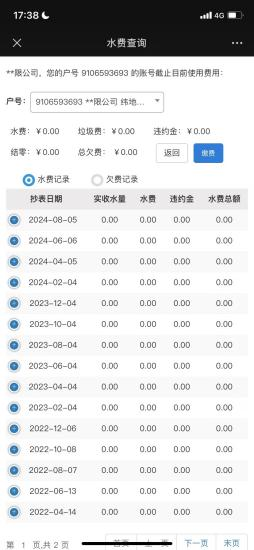 17:38 4G
水费查询
**限公司，您的户号 9106593693 的账号截止目前使用费用：
户号： 9106593693 **限公司 纬地...
水费：￥0.00 垃圾费：￥0.00 违约金：￥0.00
结零：￥0.00 总欠费：￥0.00 返回 缴费
水费记录 欠费记录
抄表日期 实收水量 水费 违约金 水费总额
2024-08-05 0.00 0.00 0.00 0.00
2024-06-06 0.00 0.00 0.00 0.00
2024-04-05 0.00 0.00 0.00 0.00
2024-02-04 0.00 0.00 0.00 0.00
2023-12-04 0.00 0.00 0.00 0.00
2023-10-04 0.00 0.00 0.00 0.00
2023-08-04 0.00 0.00 0.00 0.00
2023-06-04 0.00 0.00 0.00 0.00
2023-04-04 0.00 0.00 0.00 0.00
2023-02-04 0.00 0.00 0.00 0.00
2022-12-06 0.00 0.00 0.00 0.00
2022-10-08 0.00 0.00 0.00 0.00
2022-08-07 0.00 0.00 0.00 0.00
2022-06-13 0.00 0.00 0.00 0.00
2022-04-14 0.00 0.00 0.00 0.00
第 1 页,共 2 页 首页 上一页 下一页 末页